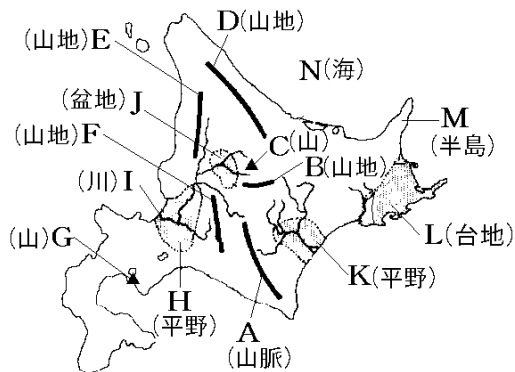 D(山地)
(山地)E
N(海)
(盆地)J
M
(半島)
(山地)F
C(山)
B(山地)
(川)I
L(台地)
(山)G
K(平野)
H
(平野)
A
(山脈)